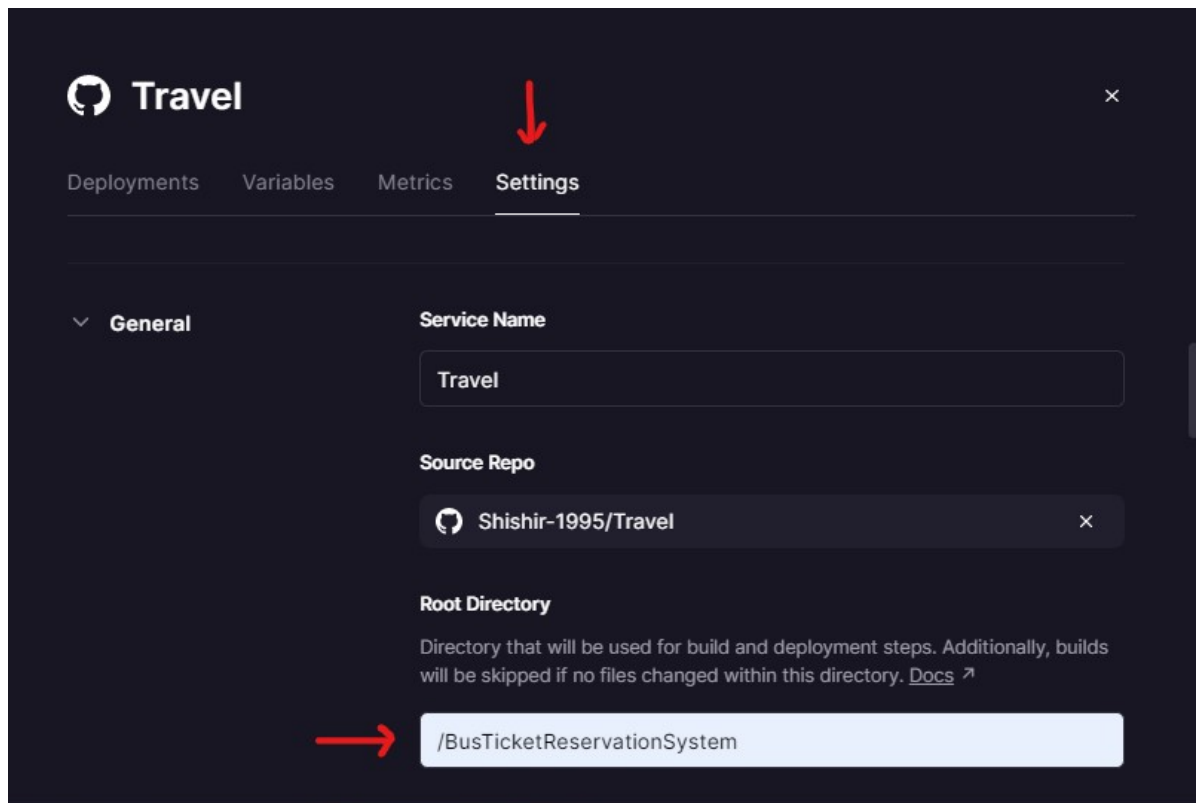 Travel
Deployments Variables Metrics Settings
General
Service Name
Travel
Source Repo
Shishir-1995/Travel
Root Directory
Directory that will be used for build and deployment steps. Additionally, builds
will be skipped if no files changed within this directory. Docs ↗
/BusTicketReservationSystem